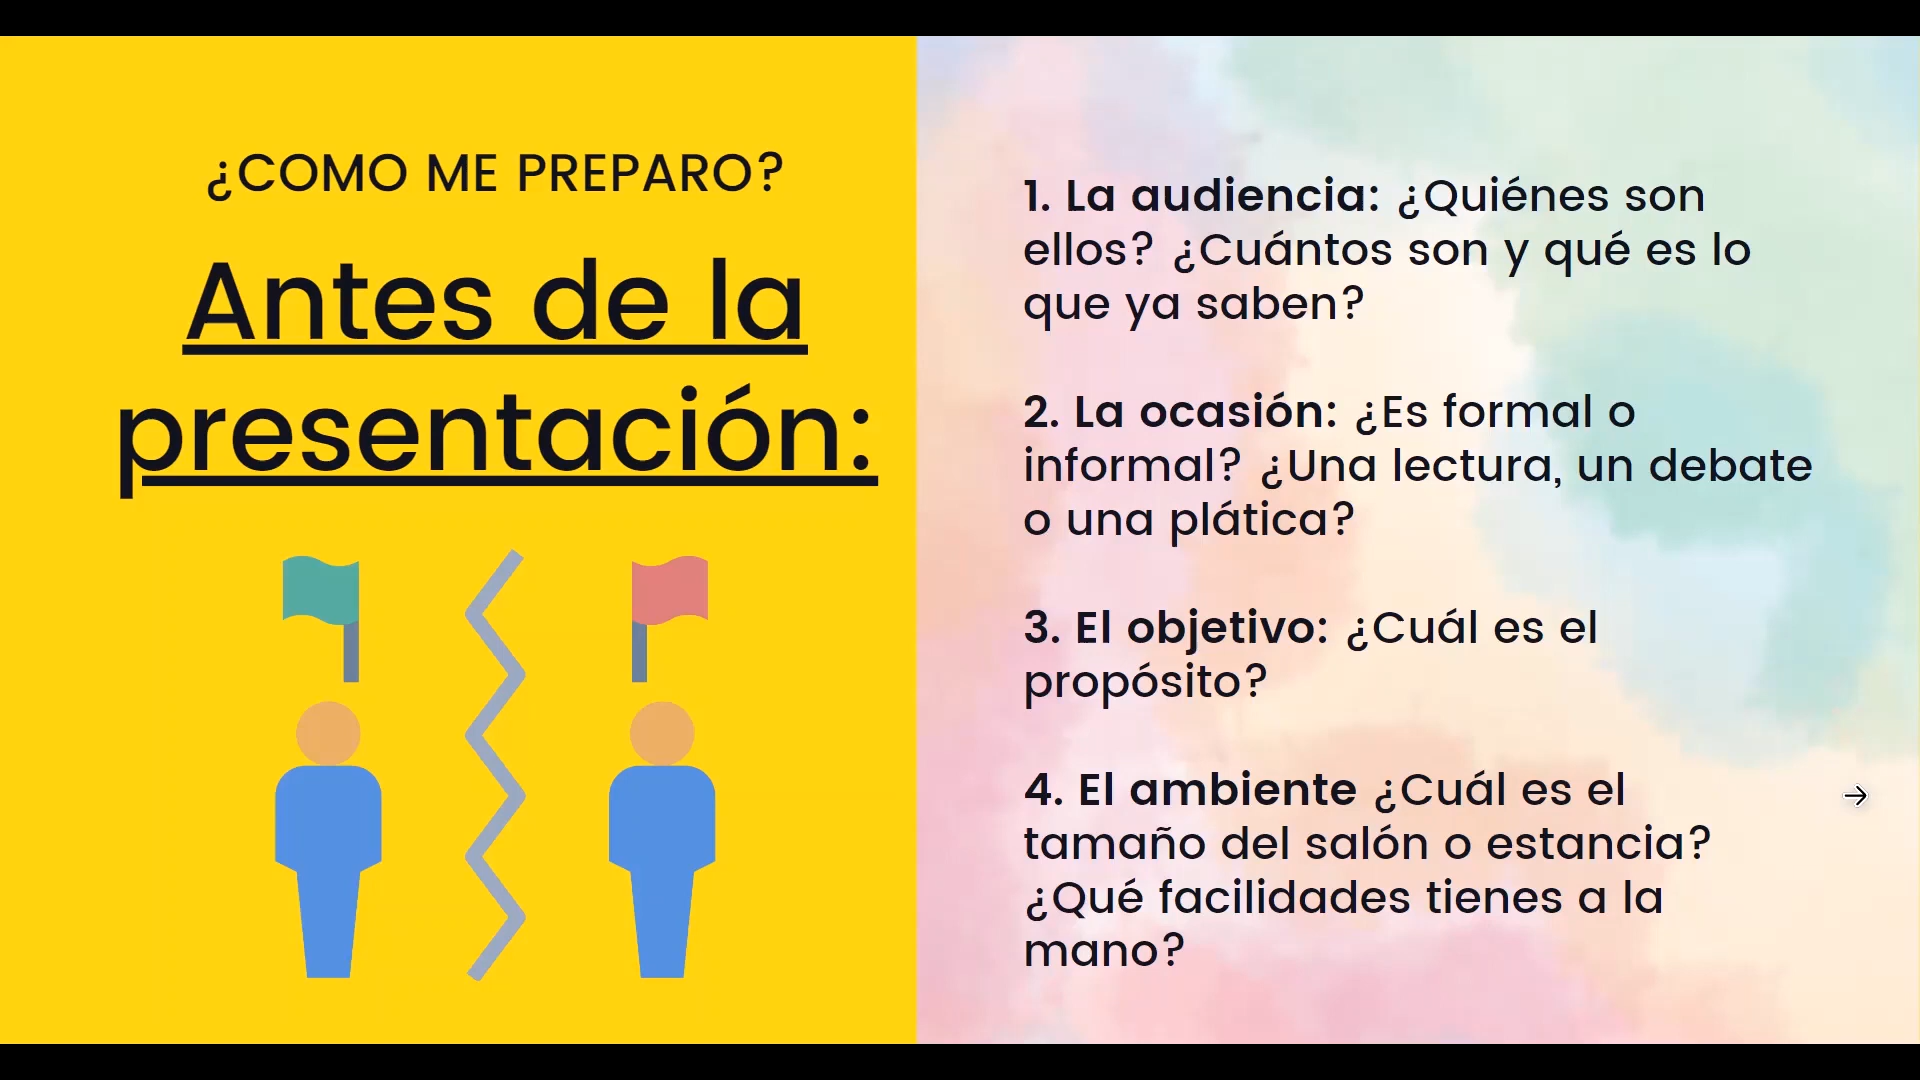 ¿COMO ME PREPARO?
Antes de la
presentación:
1. La audiencia: ¿Quiénes son
ellos? ¿Cuántos son y qué es lo
que ya saben?
2. La ocasión: ¿Es formal o
informal? ¿Una lectura, un debate
o una plática?
3. El objetivo: ¿Cuál es el
propósito?
4. El ambiente ¿Cuál es el
tamaño del salón o estancia?
¿Qué facilidades tienes a la
mano?